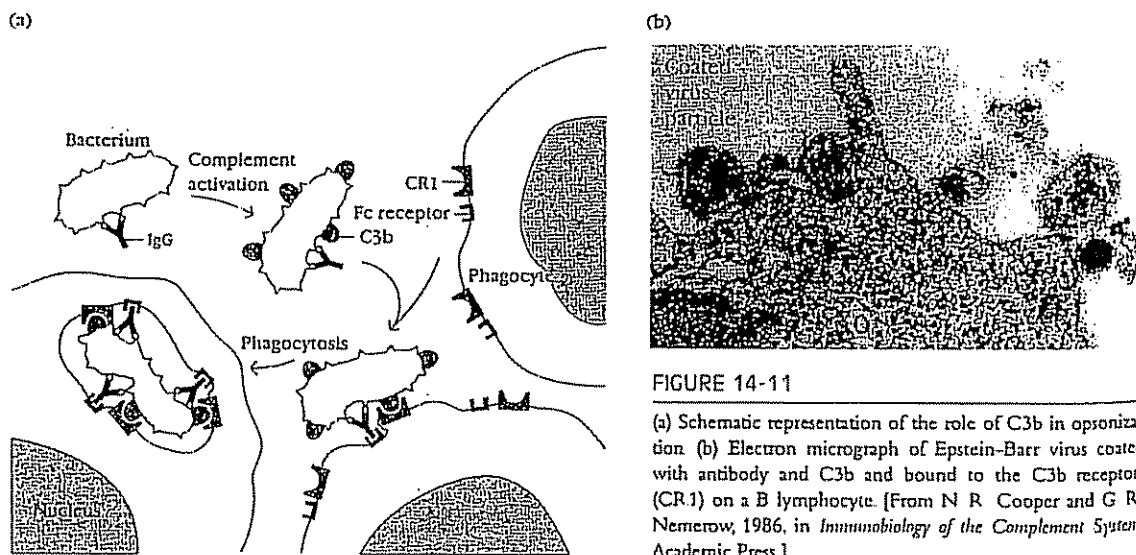 (a)
Bacterium
Complement
activation
IgG
CR1
Fc receptor
C3b
Phagocyte
Phagocytosis
Nucleus
(b)
Coated
virus
particle
FIGURE 14-11
(a) Schematic representation of the role of C3b in opsoniza
tion (b) Electron micrograph of Epstein-Barr virus coate
with antibody and C3b and bound to the C3b receptor
(CR1) on a B lymphocyte. [From N R Cooper and G R
Nemerow, 1986, in Immunobiology of the Complement System
Academic Press ]